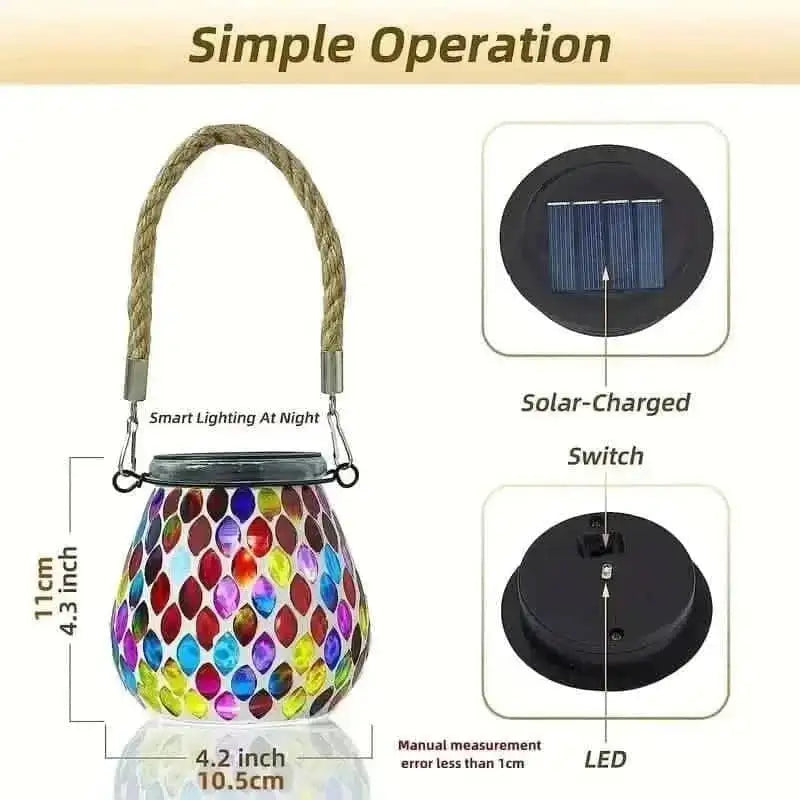 Simple Operation
Smart Lighting At Night
Solar-Charged
Switch
11cm
4.3 inch
4.2 inch
10.5cm
Manual measurement
error less than 1cm
LED